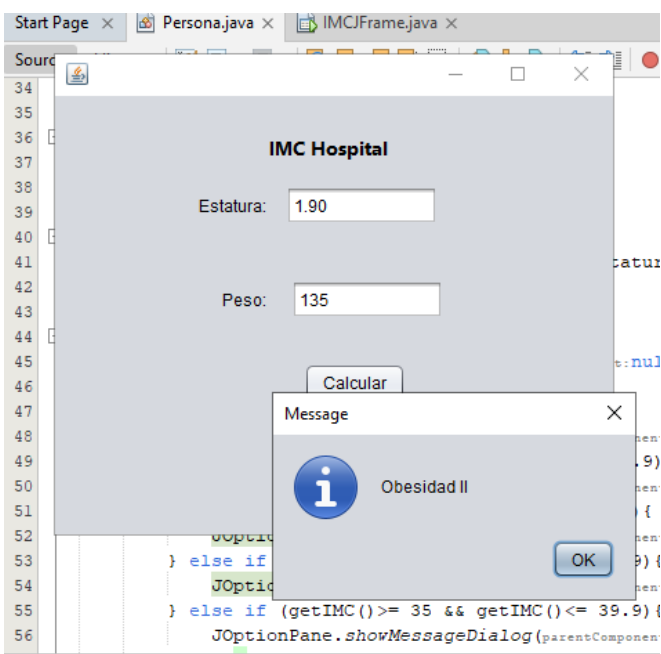 Start Page Persona.java IMCJFrame.java
34
35
36
37
IMC Hospital
38
39
Estatura: 1.90
40
41
42
43
Peso: 135
44
45
46
Calcular
47
Message
48
49 .9)
50
Obesidad II
51 {
52
53 } else if 9){
OK
54
55 } else if (getIMC()>= 35 && getIMC()<= 39.9){
56 JOptionPane.showMessageDialog(parentComponent